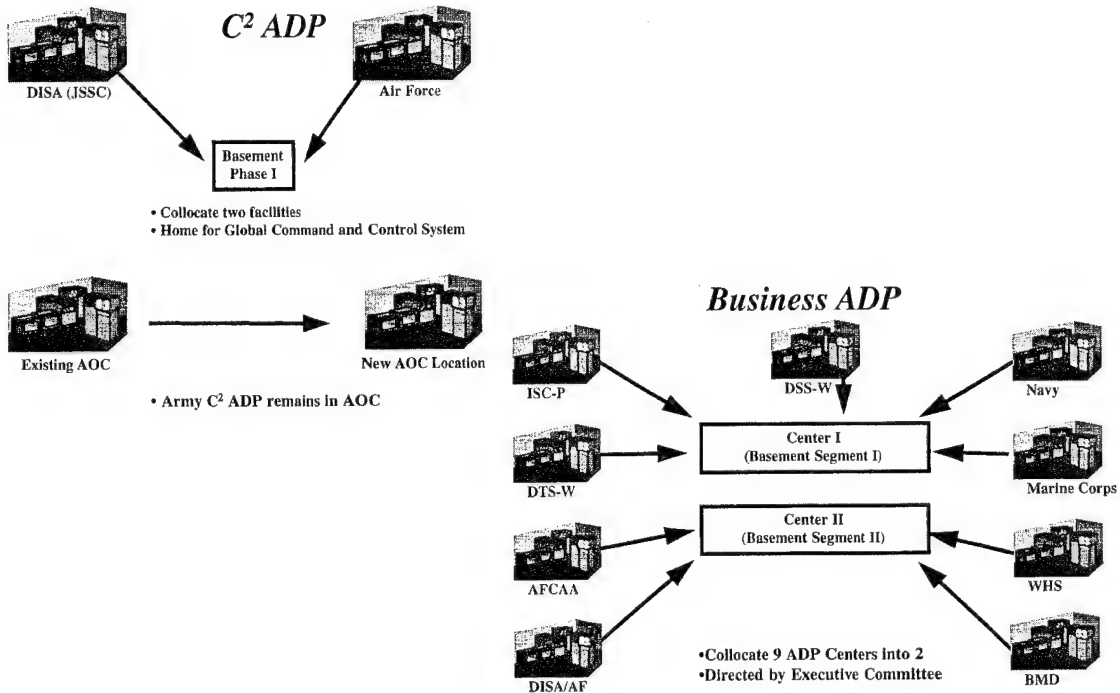 C² ADP
DISA (JSSC)
Air Force
Basement
Phase I
• Collocate two facilities
• Home for Global Command and Control System
Existing AOC
New AOC Location
• Army C² ADP remains in AOC
Business ADP
ISC-P
DSS-W
Navy
Center I
(Basement Segment I)
DTS-W
Marine Corps
Center II
(Basement Segment II)
AFCAA
WHS
DISA/AF
•Collocate 9 ADP Centers into 2
•Directed by Executive Committee
BMD